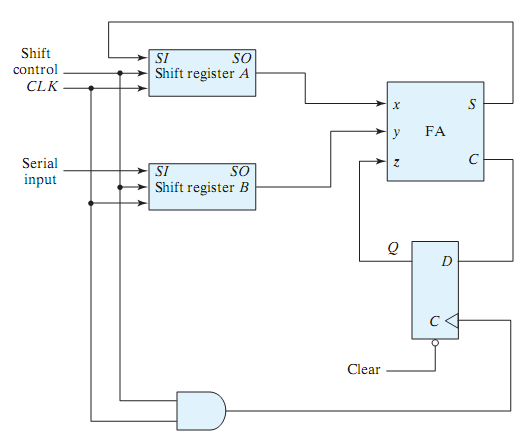 Shift
control
CLK
SI SO
Shift register A
x S
y FA
z C
Serial
input
SI SO
Shift register B
Q
D
C
Clear